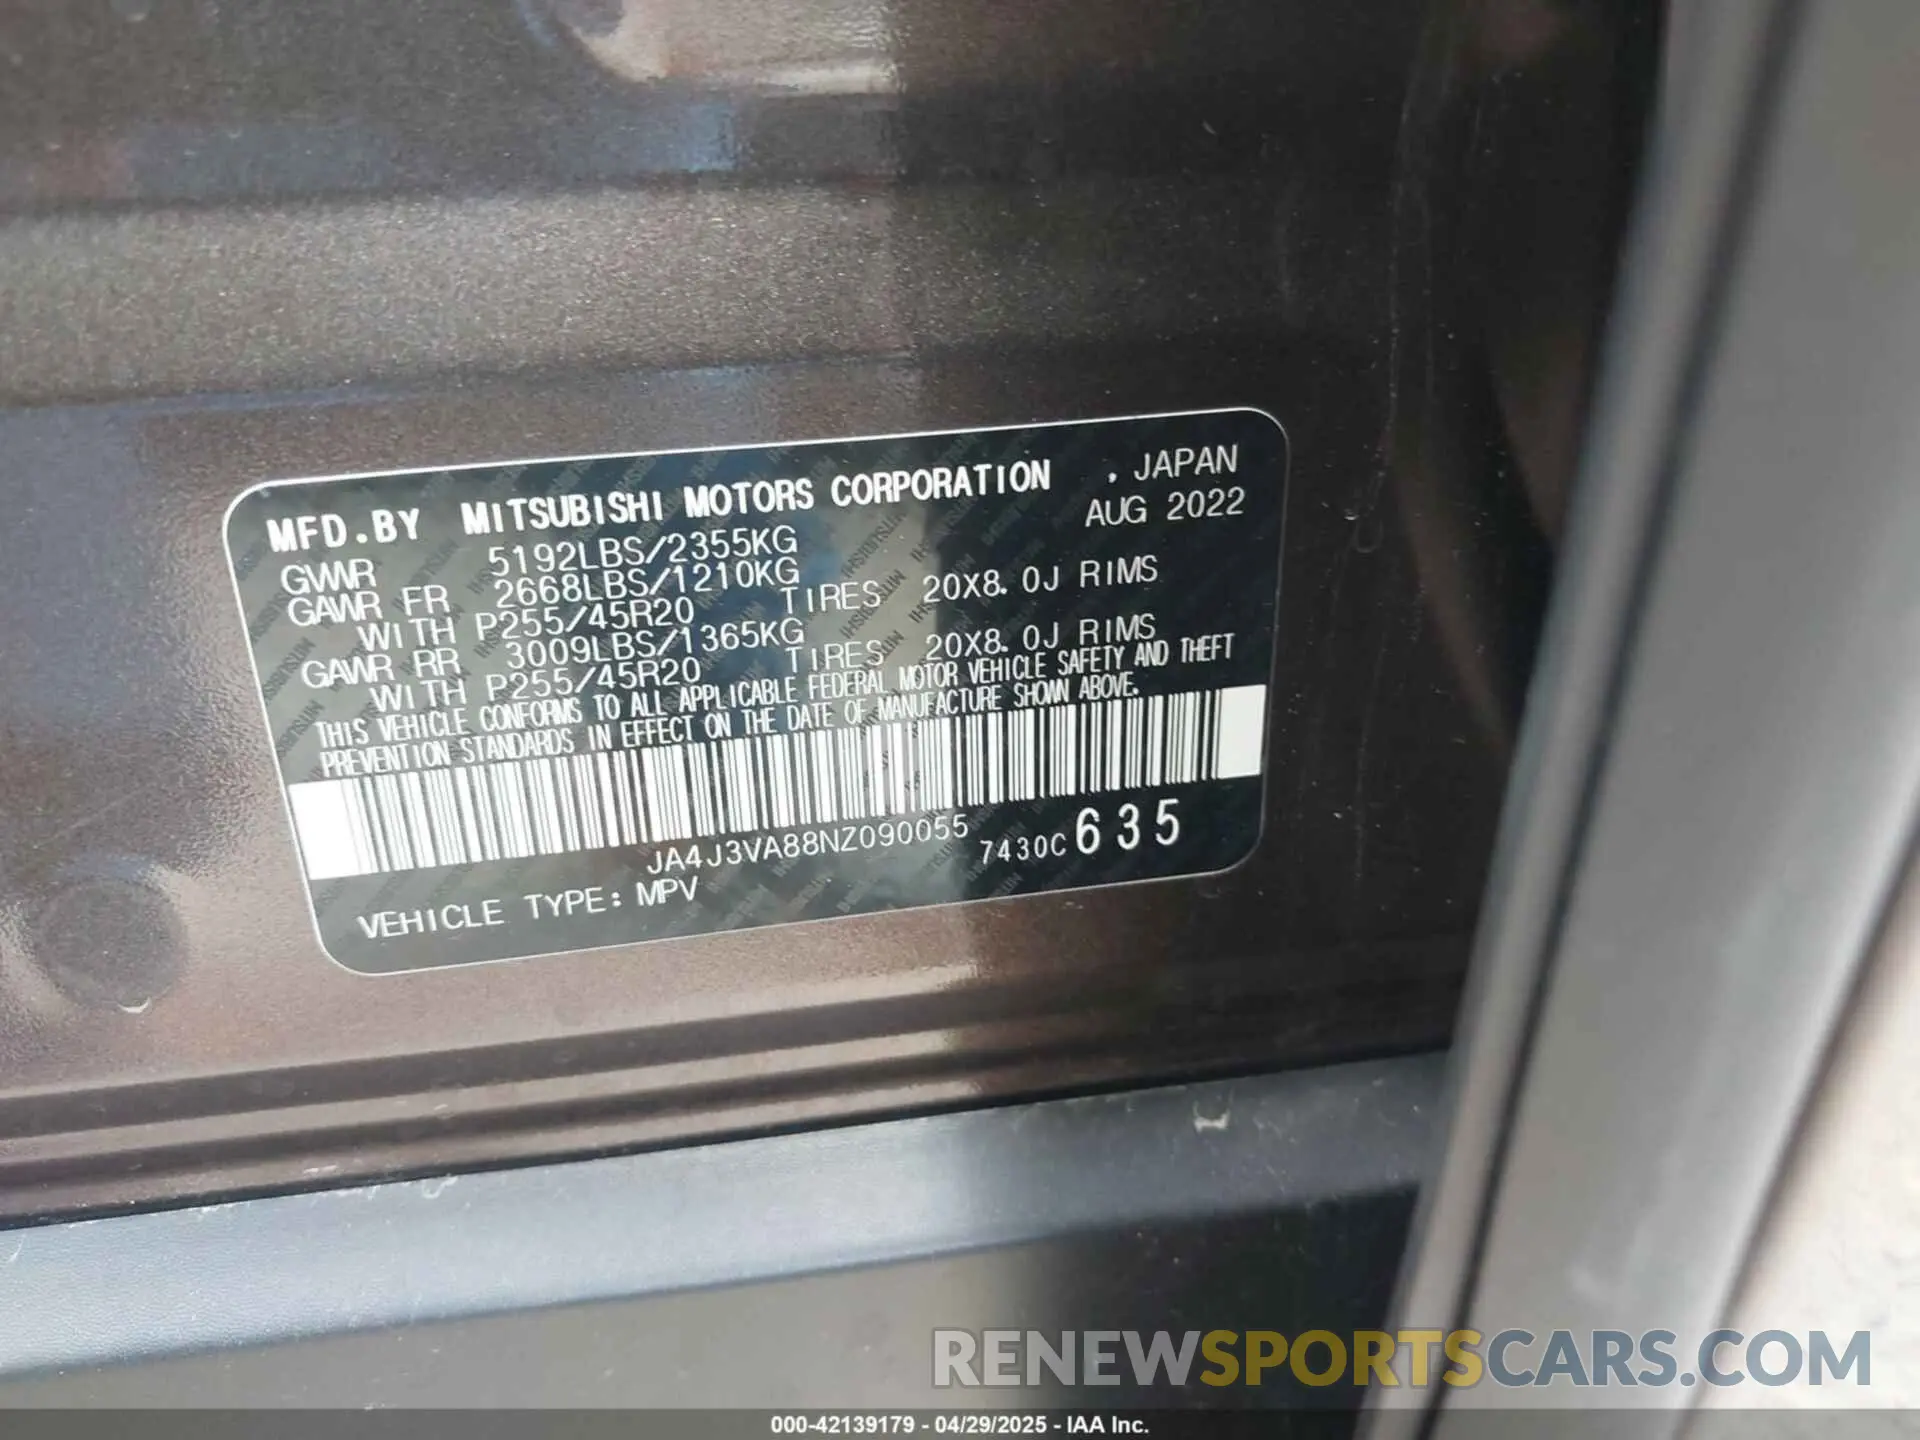 MFD.BY MITSUBISHI MOTORS CORPORATION , JAPAN
AUG 2022
GVWR 5192LBS/2355KG
GAWR FR 2668LBS/1210KG
WITH P255/45R20 TIRES 20X8.0J RIMS
GAWR RR 3009LBS/1365KG
WITH P255/45R20 TIRES 20X8.0J RIMS
THIS VEHICLE CONFORMS TO ALL APPLICABLE FEDERAL MOTOR VEHICLE SAFETY AND THEFT
PREVENTION STANDARDS IN EFFECT ON THE DATE OF MANUFACTURE SHOWN ABOVE.
JA4J3VA88NZ090055 7430C 635
VEHICLE TYPE: MPV
RENEWSPORTSCARS.COM
000-42139179 - 04/29/2025 - IAA Inc.